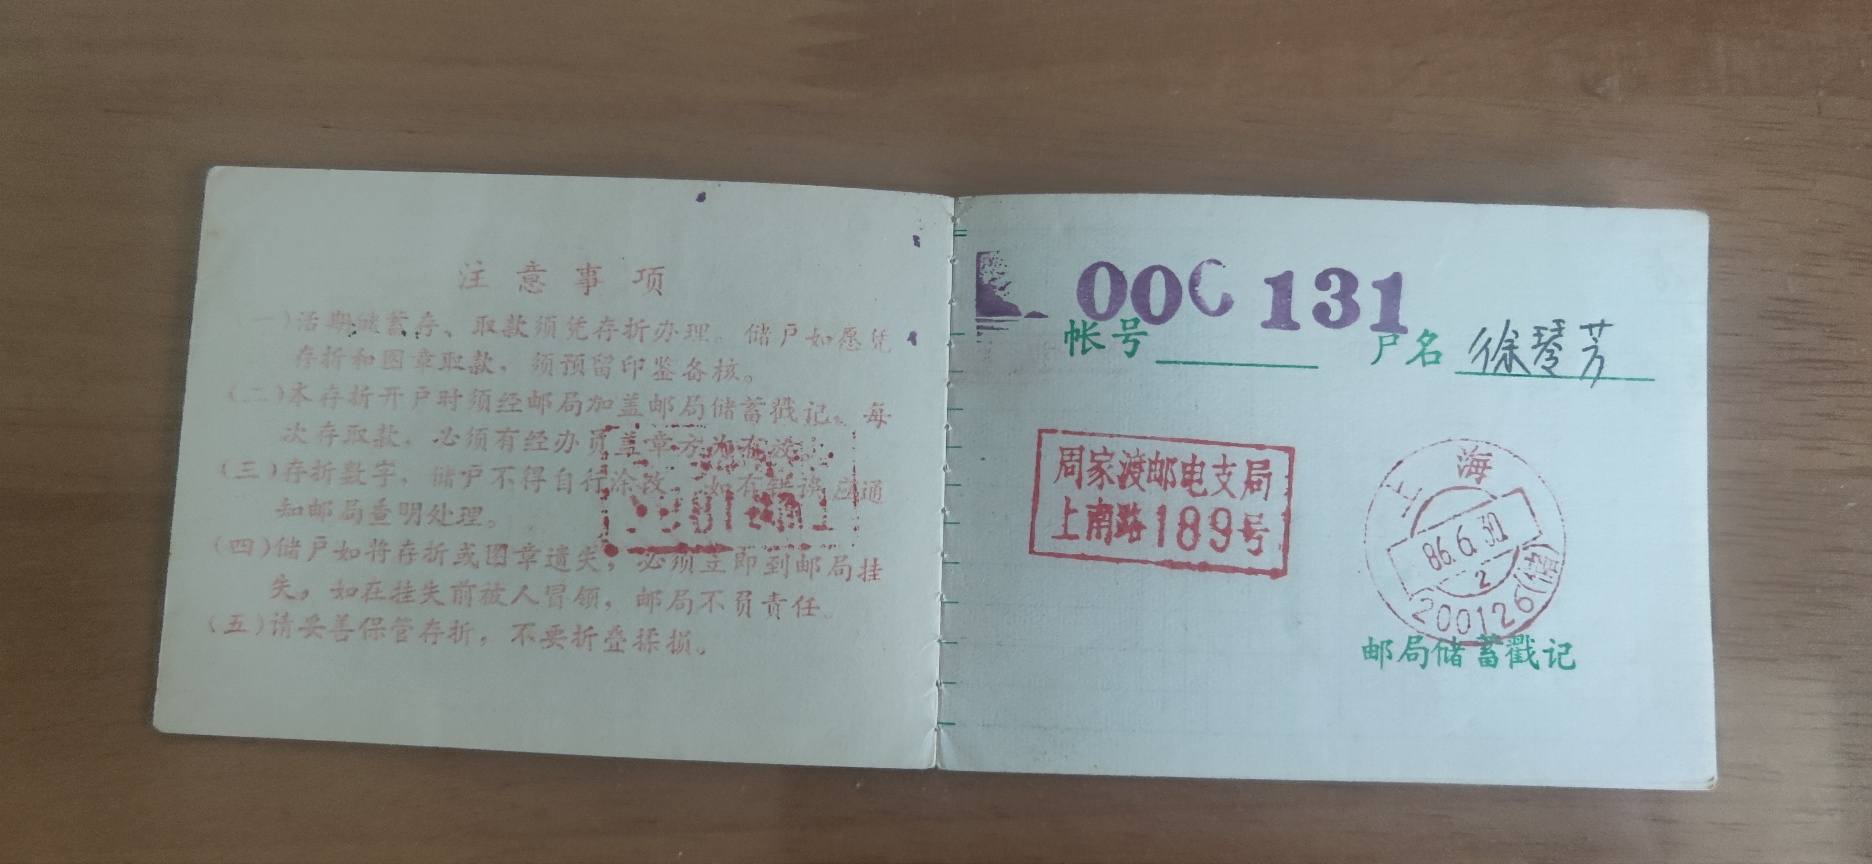 注意事项
(一)活期储蓄存、取款须凭存折办理。储户如愿凭
存折和图章取款，须预留印鉴备核。
(二)本存折开户时须经邮局加盖邮局储蓄戳记。每
次存取款，必须有经办员盖章方为有效。
(三)存折数字，储户不得自行涂改，如有错误应通
知邮局查明处理。
(四)储户如将存折或图章遗失，必须立即到邮局挂
失，如在挂失前被人冒领，邮局不负责任。
(五)请妥善保管存折，不要折叠揉损。
000131
帐号 户名 徐琴芳
周家渡邮电支局
上南路189号
上海
86.6.30
2
200126(储)
邮局储蓄戳记